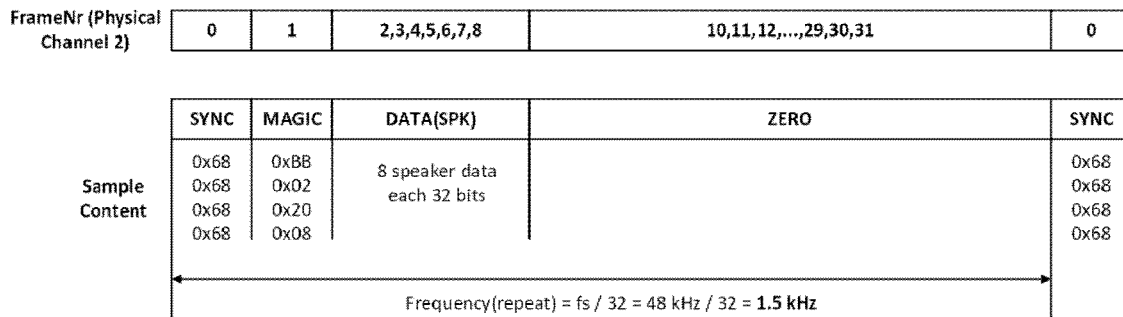 FrameNr (Physical Channel 2) 0 1 2,3,4,5,6,7,8 10,11,12,...,29,30,31 0
SYNC MAGIC DATA(SPK) ZERO SYNC
Sample Content
0x68 0xBB 8 speaker data 0x68
0x68 0x02 each 32 bits 0x68
0x68 0x20 0x68
0x68 0x08 0x68
Frequency(repeat) = fs / 32 = 48 kHz / 32 = 1.5 kHz